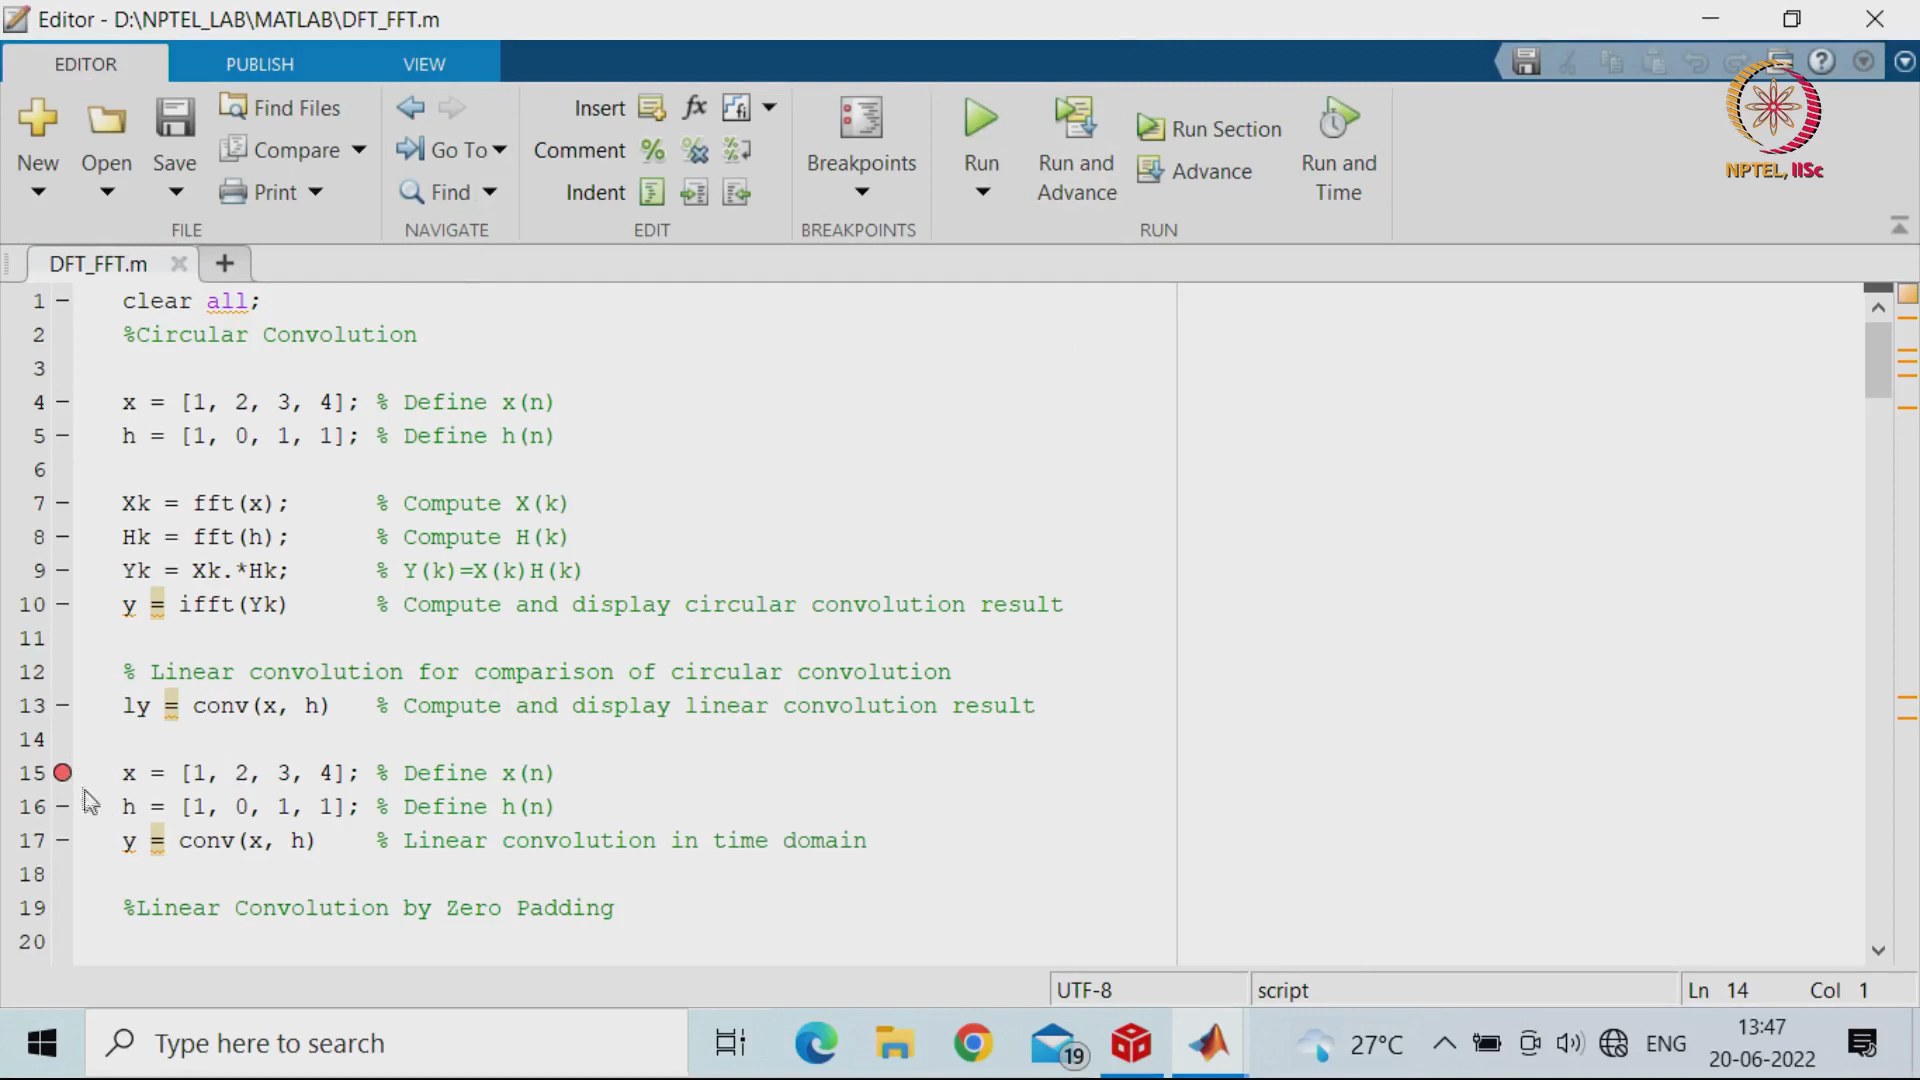 Editor - D:\NPTEL_LAB\MATLAB\DFT_FFT.m
EDITOR PUBLISH VIEW
New Open Save Find Files Compare Print
Go To Find
Insert fx
Comment
Indent
Breakpoints
Run Run and Advance Run Section Advance Run and Time
NPTEL, IISc
FILE NAVIGATE EDIT BREAKPOINTS RUN
DFT_FFT.m
1 clear all;
2 %Circular Convolution
3
4 x = [1, 2, 3, 4]; % Define x(n)
5 h = [1, 0, 1, 1]; % Define h(n)
6
7 Xk = fft(x); % Compute X(k)
8 Hk = fft(h); % Compute H(k)
9 Yk = Xk.*Hk; % Y(k)=X(k)H(k)
10 y = ifft(Yk) % Compute and display circular convolution result
11
12 % Linear convolution for comparison of circular convolution
13 ly = conv(x, h) % Compute and display linear convolution result
14
15 x = [1, 2, 3, 4]; % Define x(n)
16 h = [1, 0, 1, 1]; % Define h(n)
17 y = conv(x, h) % Linear convolution in time domain
18
19 %Linear Convolution by Zero Padding
20
UTF-8 script Ln 14 Col 1
Type here to search 19 27°C ENG 13:47
20-06-2022